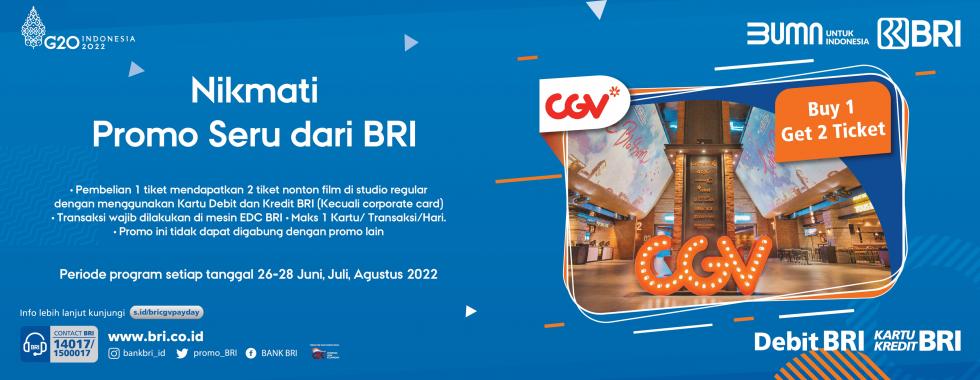 G20 INDONESIA
2022
BUMN UNTUK
INDONESIA
BRI
Nikmati
Promo Seru dari BRI
CGV*
Buy 1
Get 2 Ticket
• Pembelian 1 tiket mendapatkan 2 tiket nonton film di studio regular
dengan menggunakan Kartu Debit dan Kredit BRI (Kecuali corporate card)
• Transaksi wajib dilakukan di mesin EDC BRI • Maks 1 Kartu/ Transaksi/Hari.
• Promo ini tidak dapat digabung dengan promo lain
CGV
Periode program setiap tanggal 26-28 Juni, Juli, Agustus 2022
Info lebih lanjut kunjungi s.id/bricgvpayday
BRI
CONTACT BRI
14017/
1500017
www.bri.co.id
bankbri_id promo_BRI BANK BRI
Debit BRI KARTU KREDIT BRI